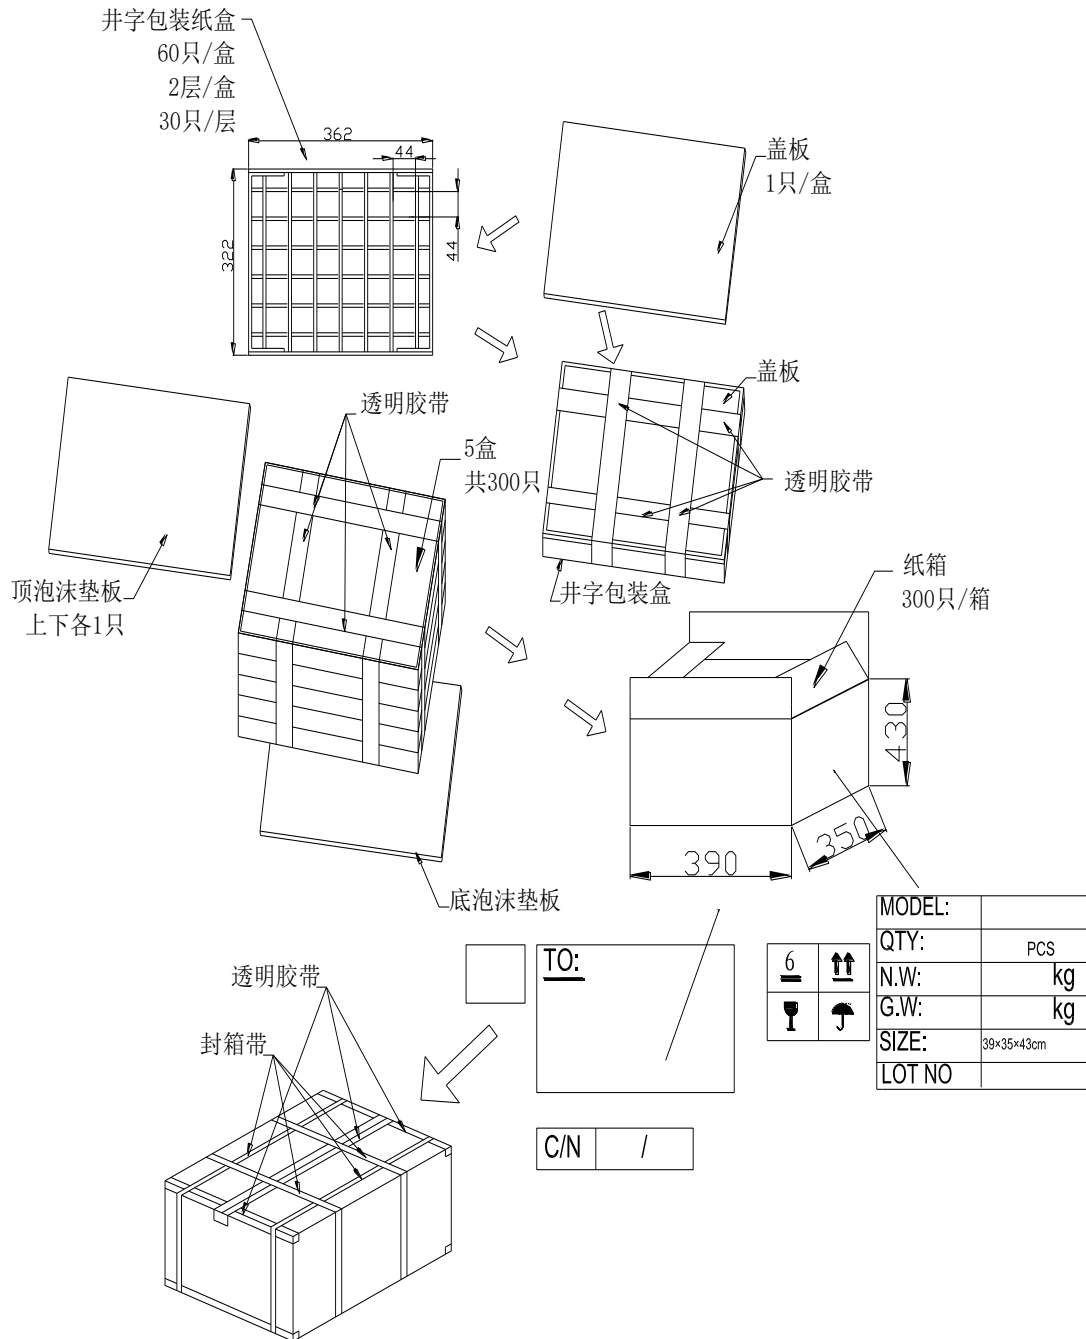 井字包装纸盒
60只/盒
2层/盒
30只/层
362
44
322
44
盖板
1只/盒
盖板
透明胶带
5盒
共300只
透明胶带
顶泡沫垫板
上下各1只
井字包装盒
纸箱
300只/箱
430
350
390
底泡沫垫板
MODEL:
QTY: PCS
N.W: kg
G.W: kg
SIZE: 39×35×43cm
LOT NO
TO:
6
透明胶带
封箱带
C/N /